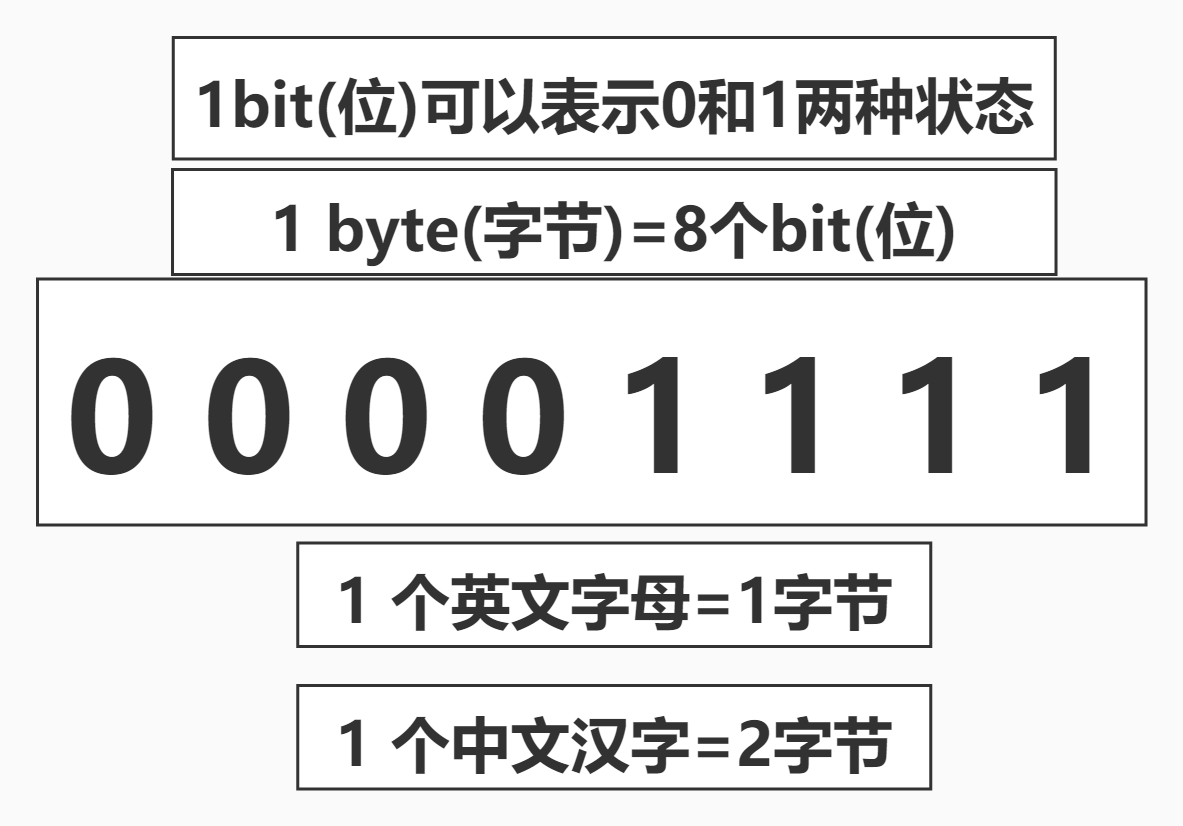 1bit(位)可以表示0和1两种状态
1 byte(字节)=8个bit(位)
0 0 0 0 1 1 1 1
1 个英文字母=1字节
1 个中文汉字=2字节